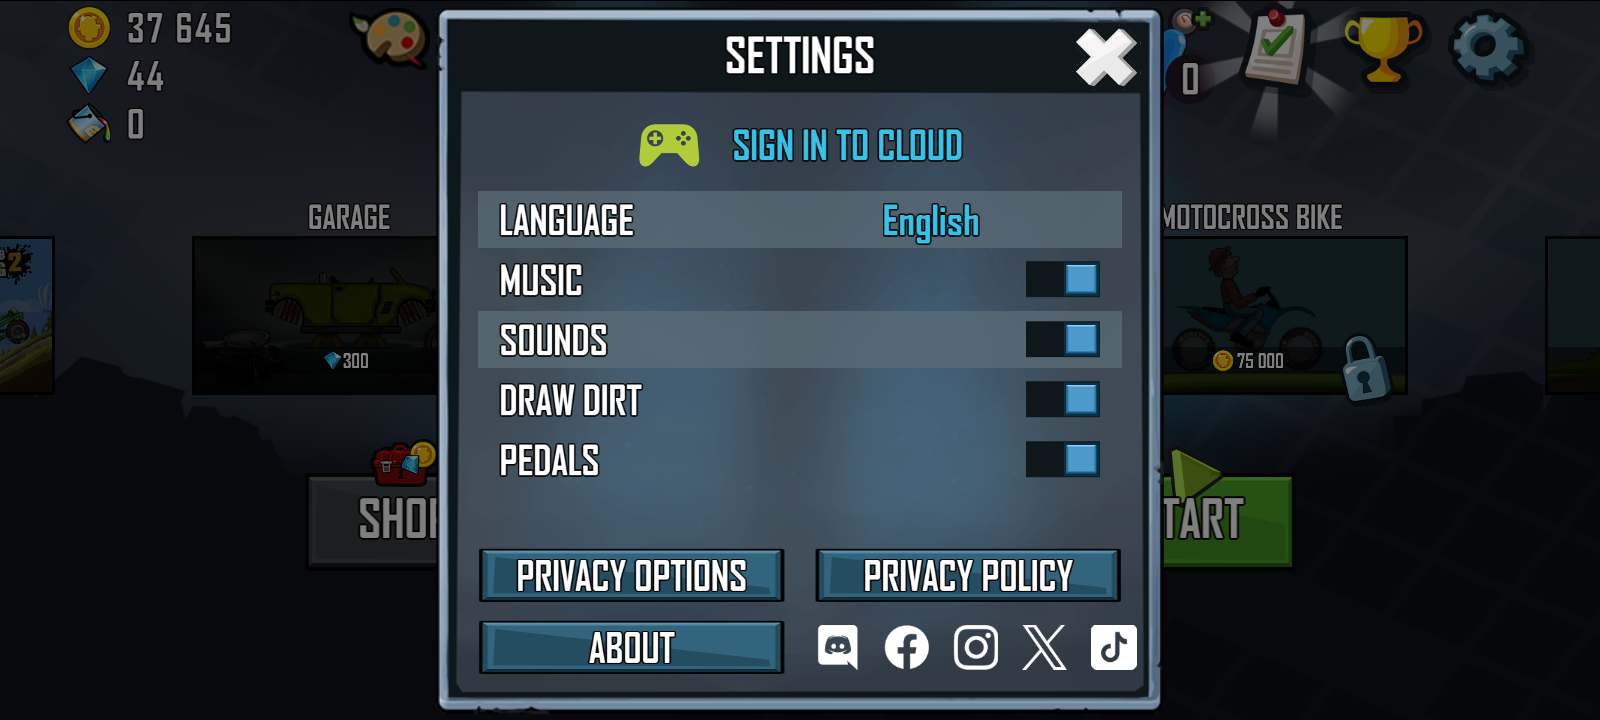 37 645
44
0
SETTINGS
0
SIGN IN TO CLOUD
LANGUAGE English
MUSIC
SOUNDS
DRAW DIRT
PEDALS
GARAGE
300
MOTOCROSS BIKE
75 000
2
SHO
TART
PRIVACY OPTIONS
PRIVACY POLICY
ABOUT